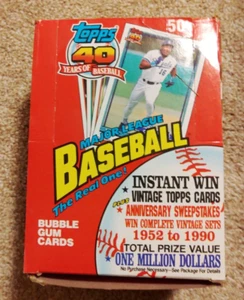 Topps
40
YEARS OF BASEBALL
50¢
MAJOR LEAGUE
BASEBALL
The Real One!
BUBBLE
GUM
CARDS
INSTANT WIN
VINTAGE TOPPS CARDS
PLUS
ANNIVERSARY SWEEPSTAKES
WIN COMPLETE VINTAGE SETS
1952 to 1990
TOTAL PRIZE VALUE
ONE MILLION DOLLARS
No Purchase Necessary - See Package For Details